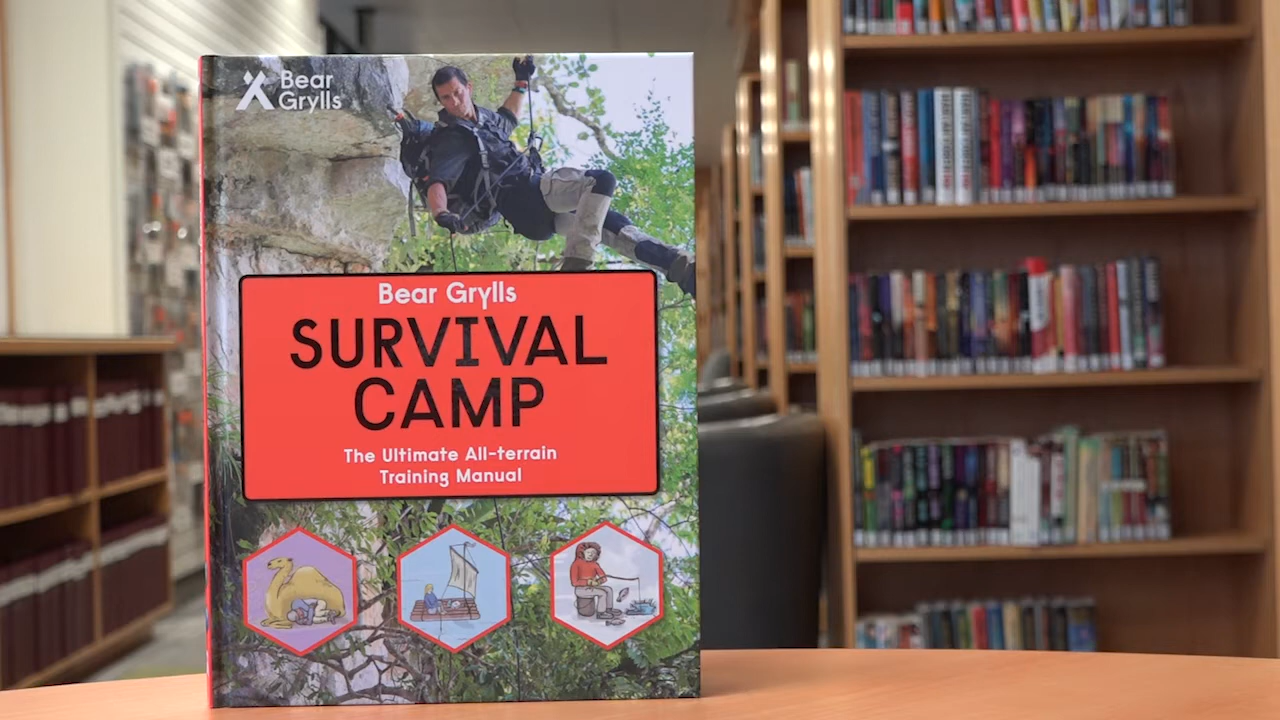 Bear
Grylls
Bear Grylls
SURVIVAL
CAMP
The Ultimate All-terrain
Training Manual